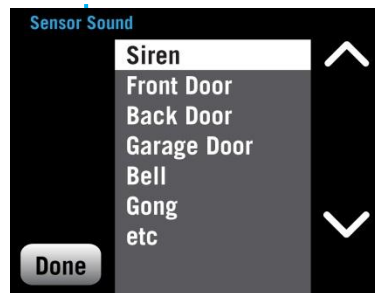 Sensor Sound
Siren
Front Door
Back Door
Garage Door
Bell
Gong
etc
Done